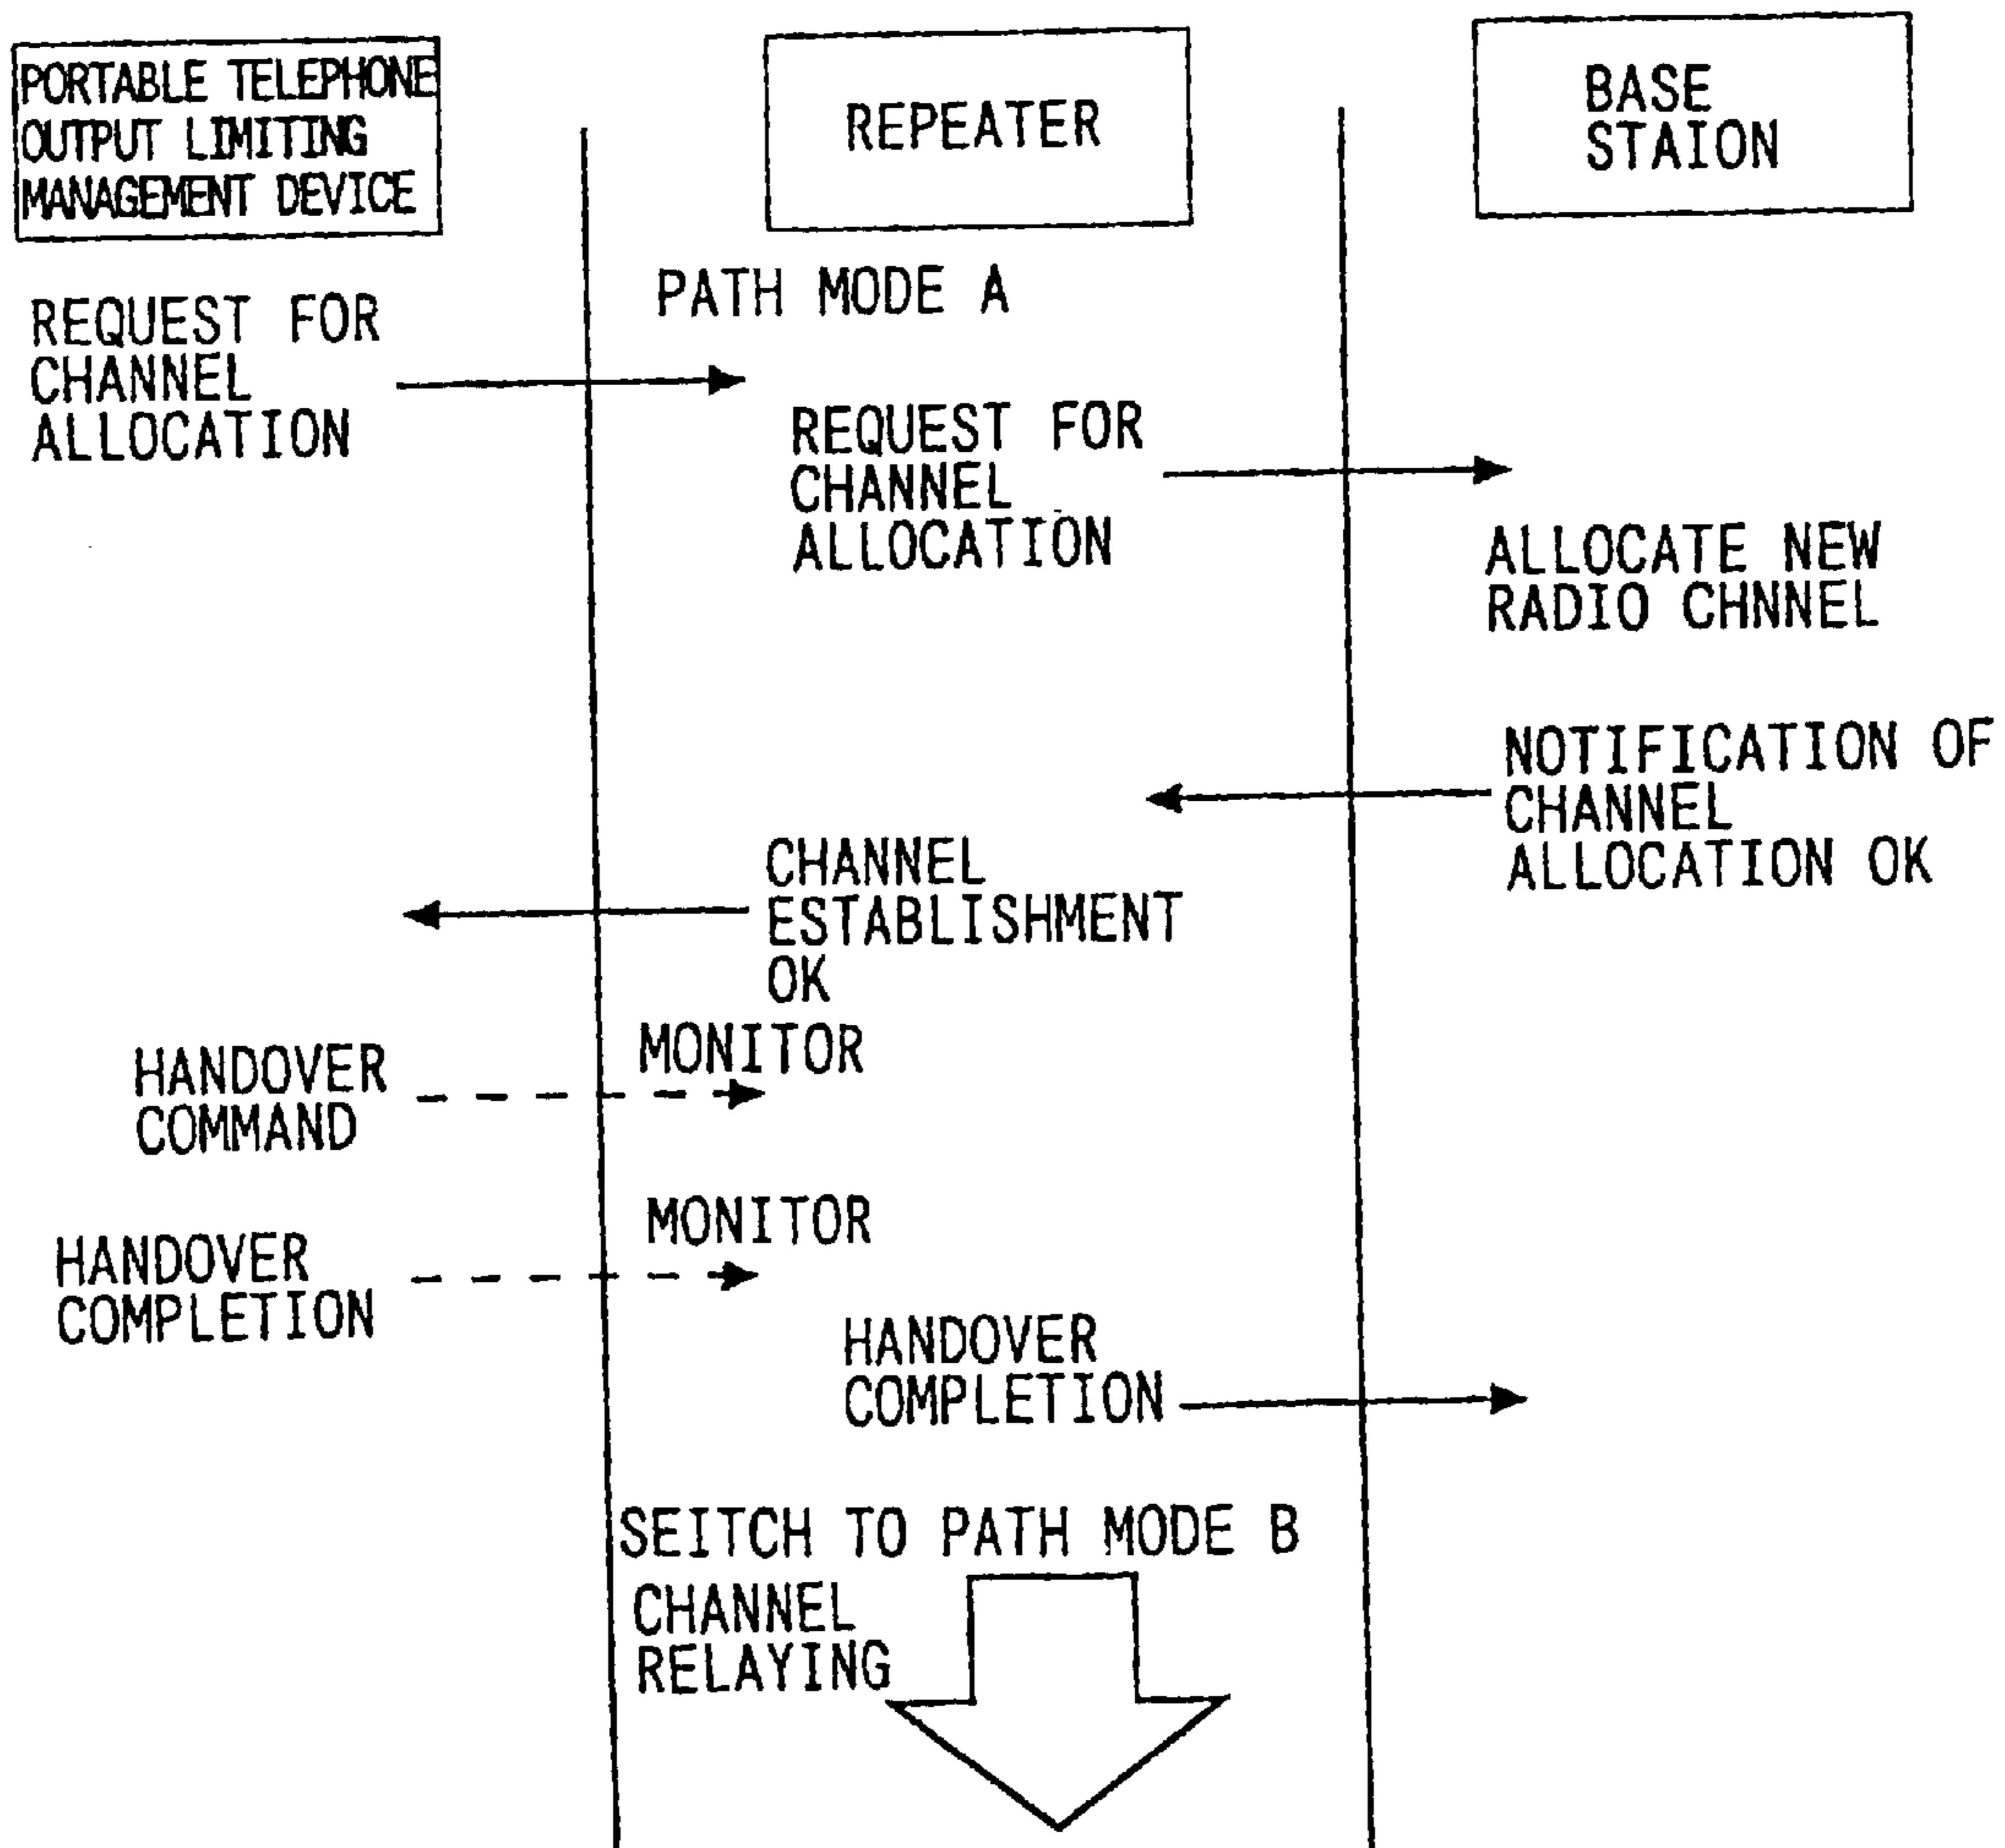 PORTABLE TELEPHONE
OUTPUT LIMITING
MANAGEMENT DEVICE
REPEATER
BASE
STAION
PATH MODE A
REQUEST FOR
CHANNEL
ALLOCATION
REQUEST FOR
CHANNEL
ALLOCATION
ALLOCATE NEW
RADIO CHNNEL
NOTIFICATION OF
CHANNEL
ALLOCATION OK
CHANNEL
ESTABLISHMENT
OK
MONITOR
HANDOVER
COMMAND
MONITOR
HANDOVER
COMPLETION
HANDOVER
COMPLETION
SEITCH TO PATH MODE B
CHANNEL
RELAYING